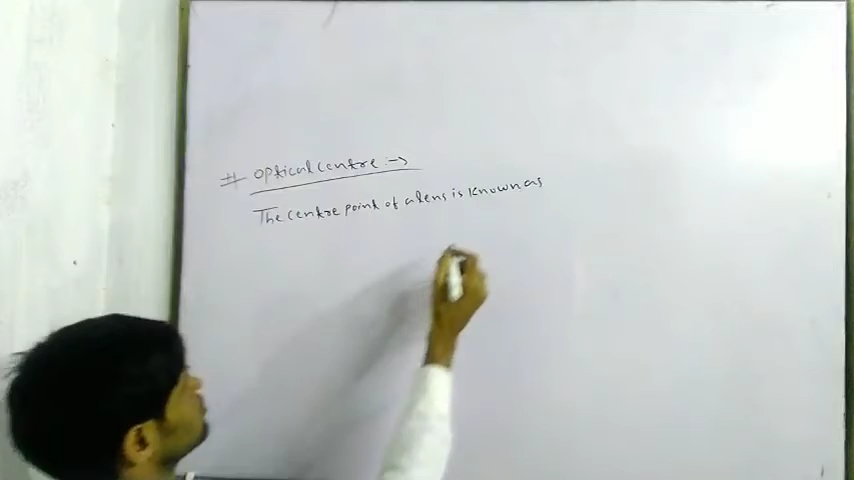 # Optical centre :->
The centre point of a lens is known as